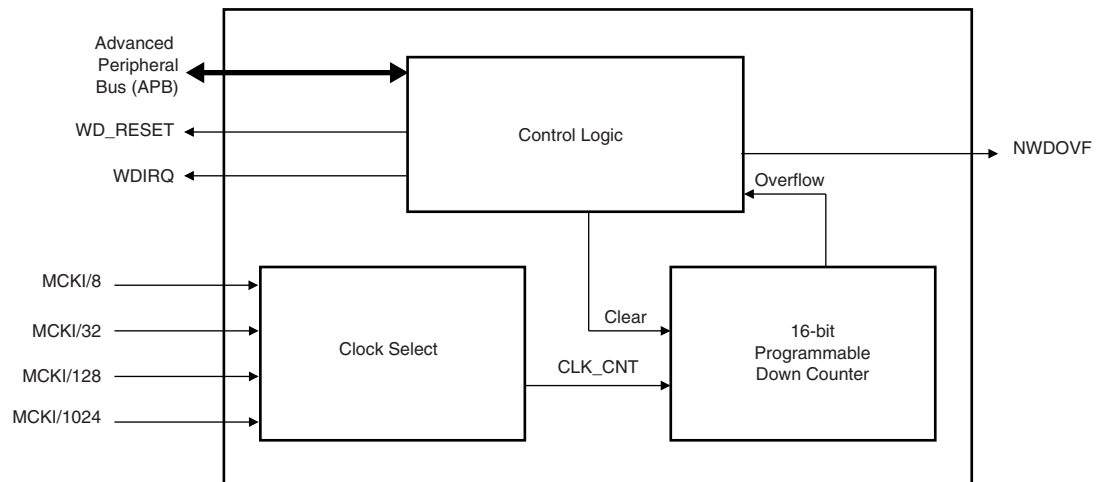 Advanced
Peripheral
Bus (APB)
WD_RESET
WDIRQ
Control Logic
NWDOVF
Overflow
MCKI/8
MCKI/32
MCKI/128
MCKI/1024
Clock Select
Clear
CLK_CNT
16-bit
Programmable
Down Counter